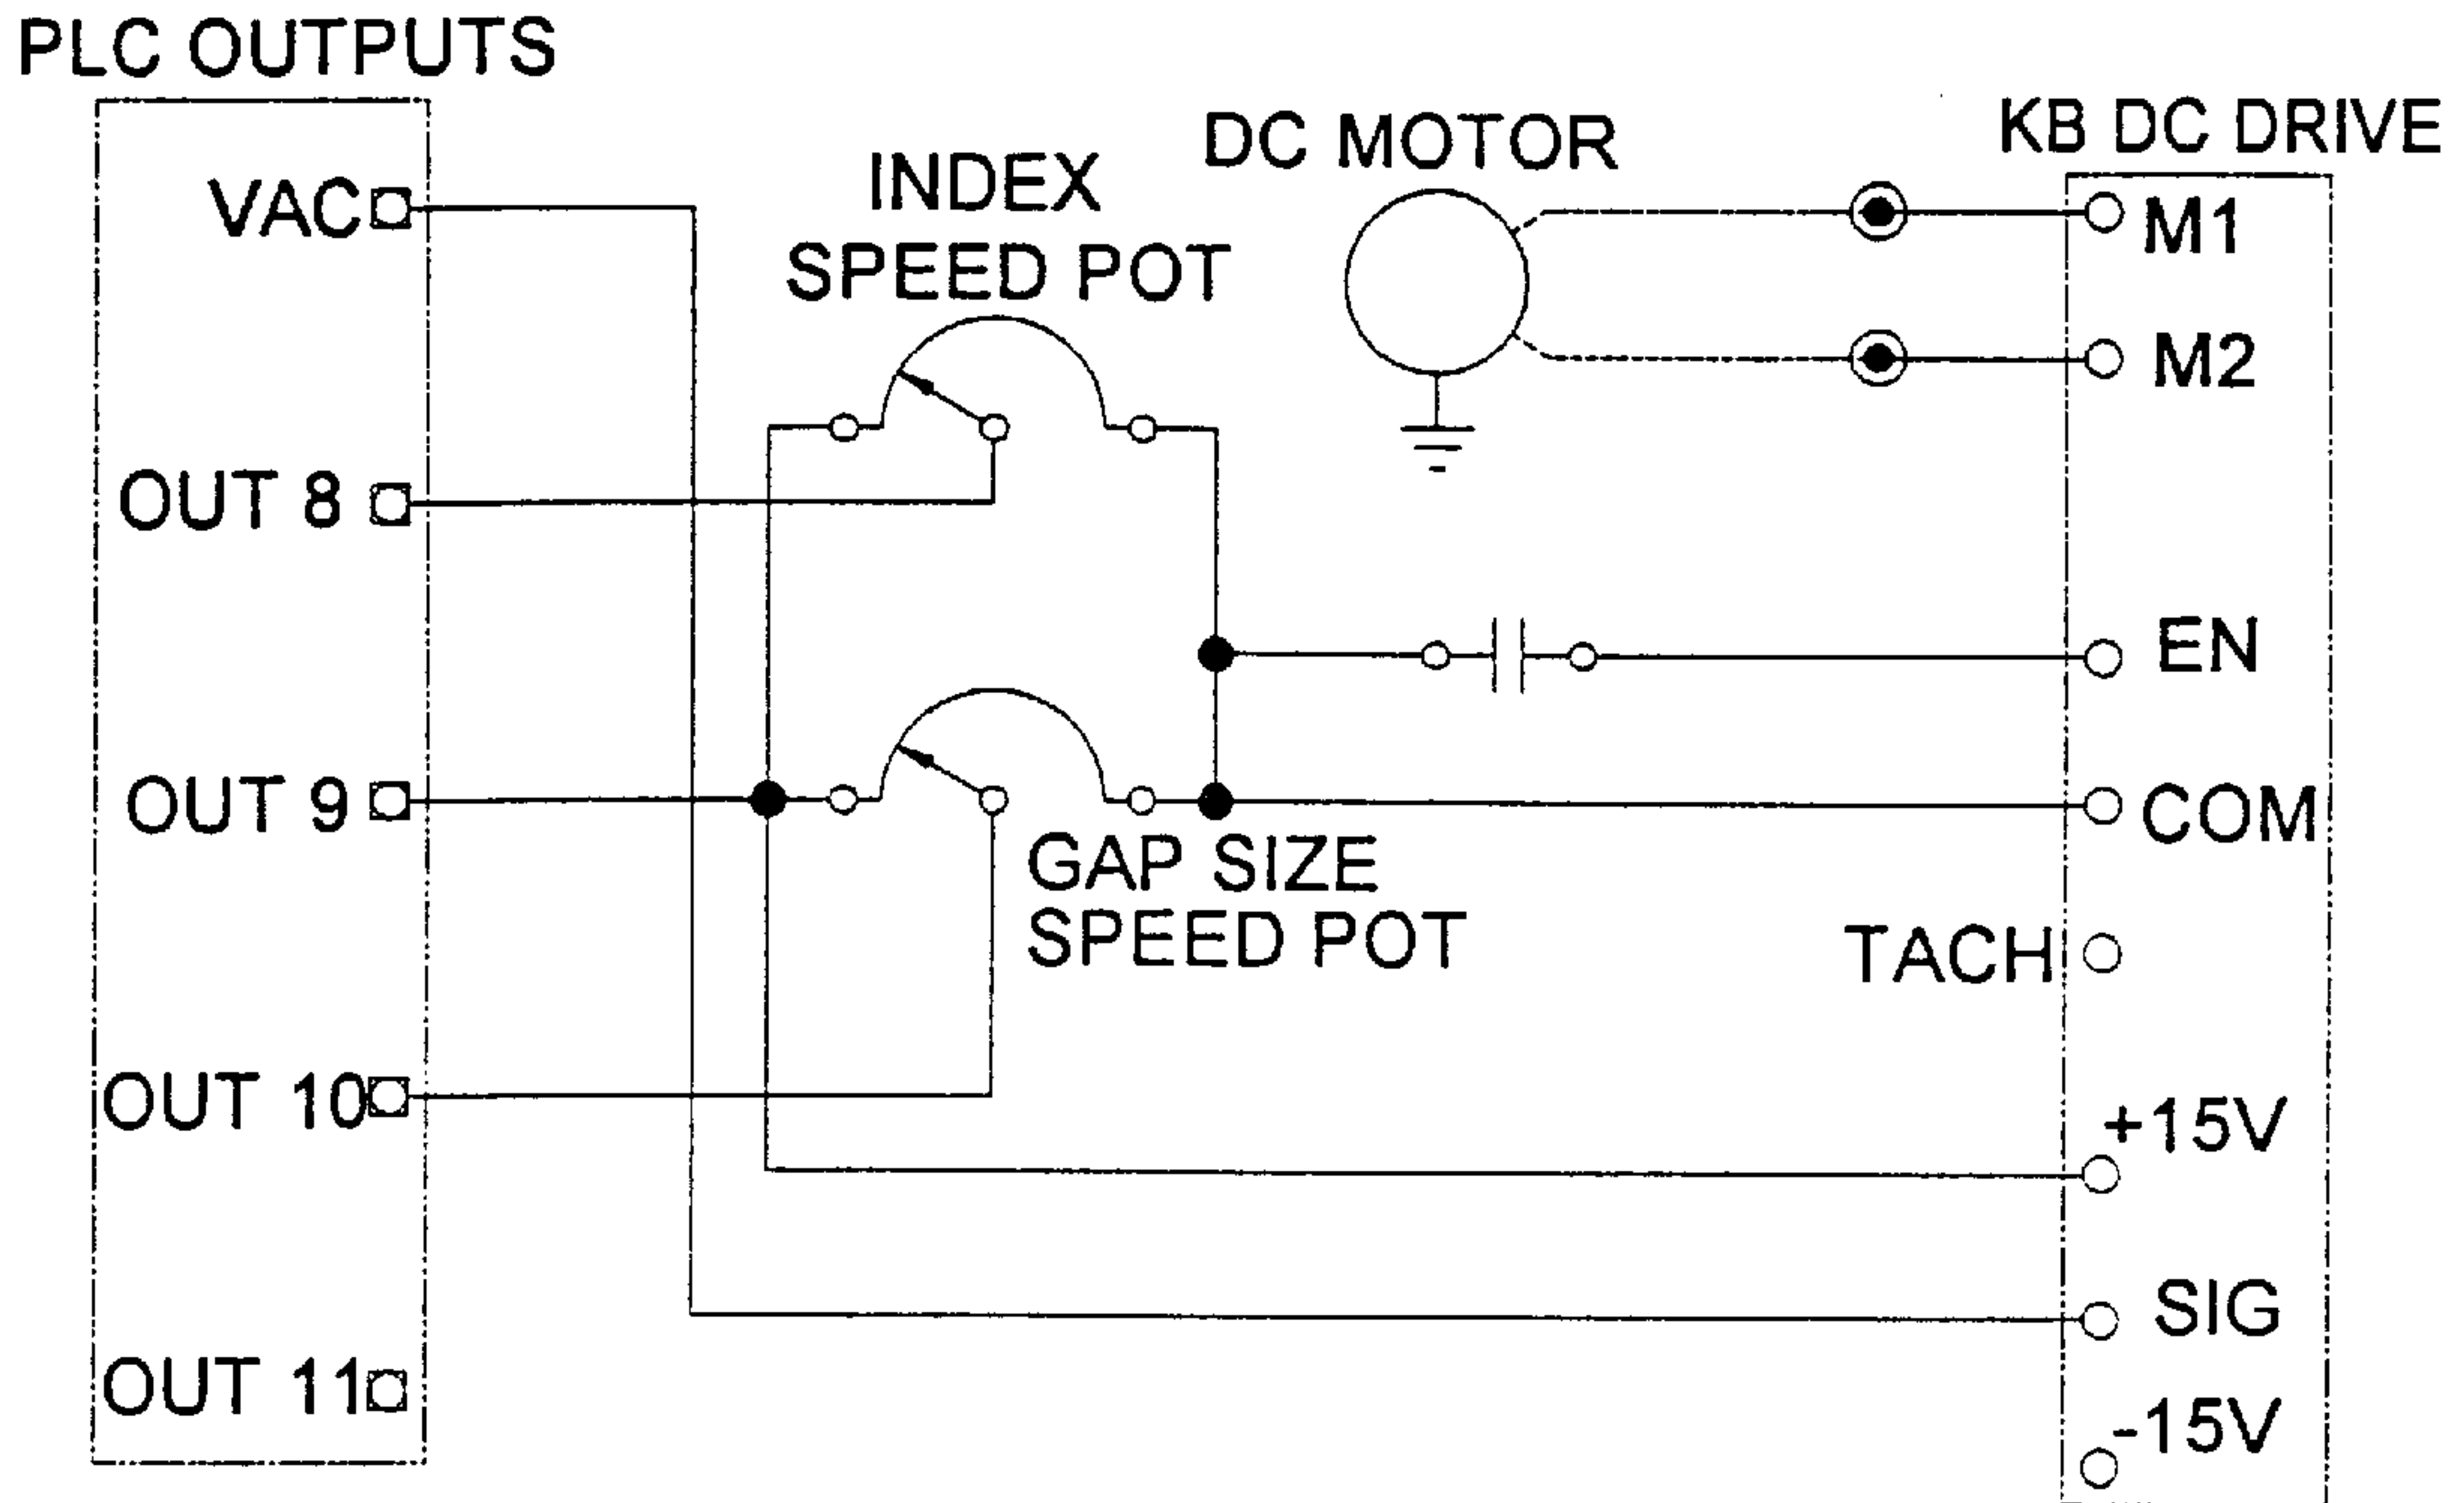 PLC OUTPUTS
VAC
OUT 8
OUT 9
OUT 10
OUT 11
INDEX
SPEED POT
GAP SIZE
SPEED POT
DC MOTOR
KB DC DRIVE
M1
M2
EN
COM
TACH
+15V
SIG
-15V